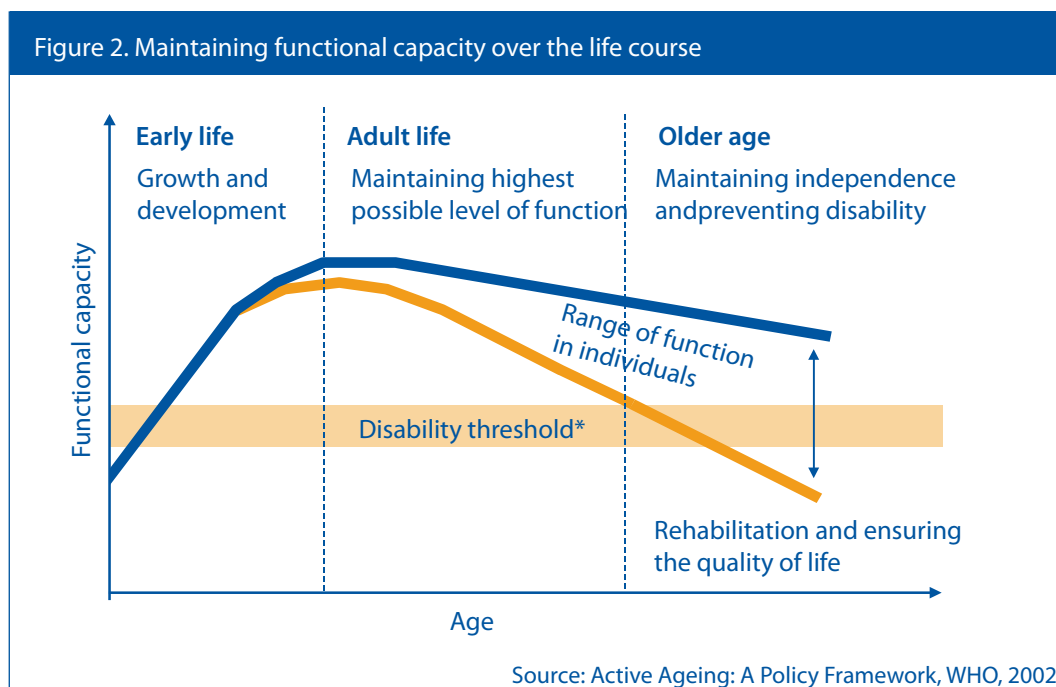 Figure 2. Maintaining functional capacity over the life course
Early life
Growth and
development
Adult life
Maintaining highest
possible level of function
Older age
Maintaining independence
andpreventing disability
Functional capacity
Range of function
in individuals
Disability threshold*
Rehabilitation and ensuring
the quality of life
Age
Source: Active Ageing: A Policy Framework, WHO, 2002